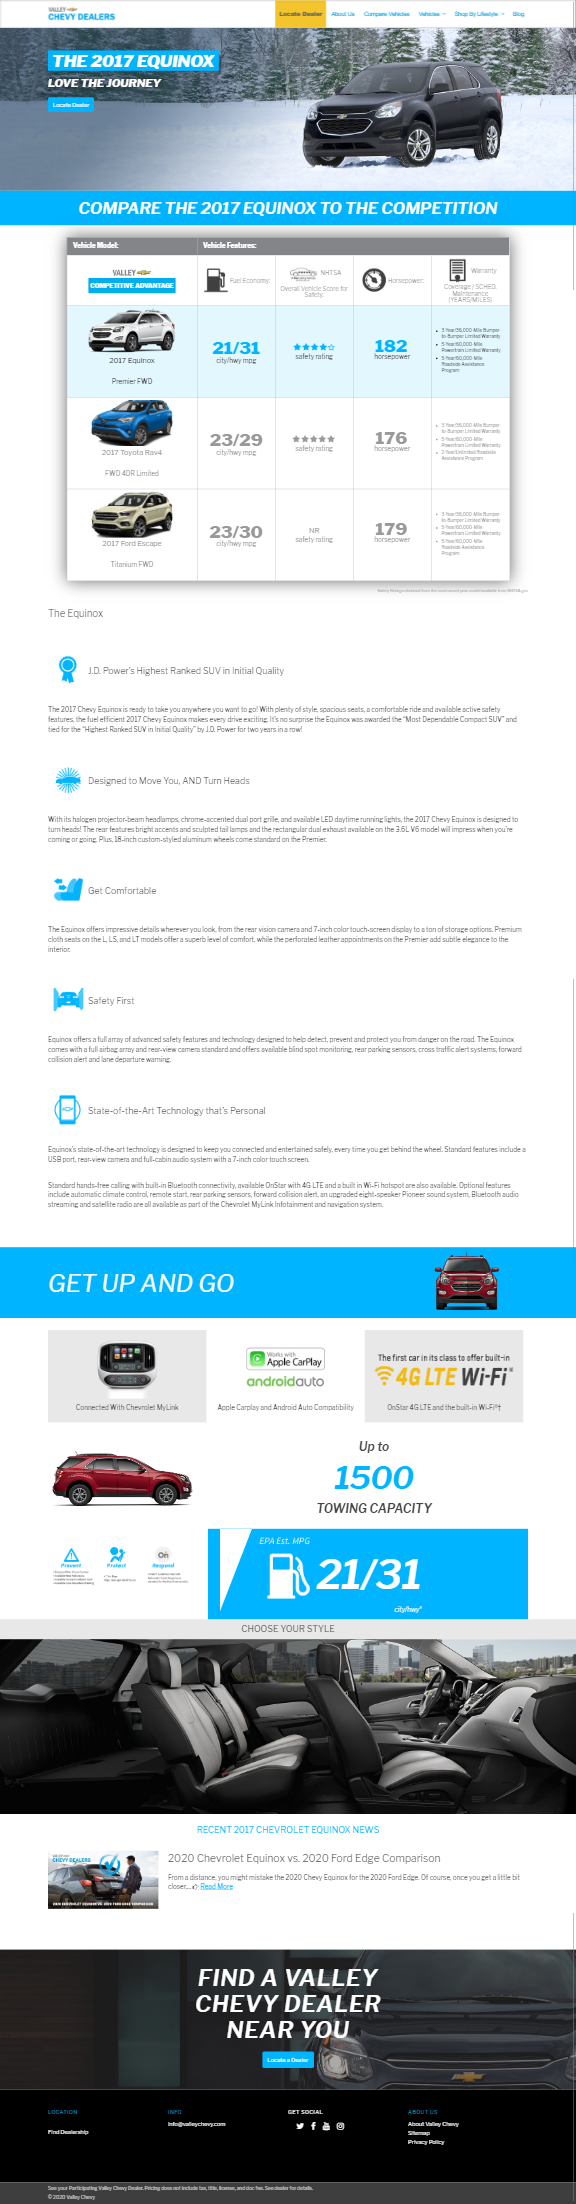 VALLEY
CHEVY DEALERS
Locate Dealer About Us Compare Vehicles Vehicles Shop By Lifestyle Blog
THE 2017 EQUINOX
LOVE THE JOURNEY
Locate Dealer
COMPARE THE 2017 EQUINOX TO THE COMPETITION
Vehicle Model: Vehicle Features:
VALLEY
COMPETITIVE ADVANTAGE
Fuel Economy:
NHTSA
Overall Vehicle Score for
Safety:
Horsepower:
Warranty
Coverage / SCHED.
Maintenance
(YEARS/MILES)
2017 Equinox
Premier FWD
21/31
city/hwy mpg
safety rating
182
horsepower
3-Year/36,000-Mile Bumper-
to-Bumper Limited Warranty
5-Year/60,000-Mile
Powertrain Limited Warranty
5-Year/60,000-Mile
Roadside Assistance
Program
2017 Toyota Rav4
FWD 4DR Limited
23/29
city/hwy mpg
safety rating
176
horsepower
3-Year/36,000-Mile Bumper-
to-Bumper Limited Warranty
5-Year/60,000-Mile
Powertrain Limited Warranty
2-Year/Unlimited Roadside
Assistance Program
2017 Ford Escape
Titanium FWD
23/30
city/hwy mpg
NR
safety rating
179
horsepower
3-Year/36,000-Mile Bumper-
to-Bumper Limited Warranty
5-Year/60,000-Mile
Powertrain Limited Warranty
5-Year/60,000-Mile
Roadside Assistance
Program
The Equinox
J.D. Power's Highest Ranked SUV in Initial Quality
The 2017 Chevy Equinox is ready to take you anywhere you want to go! With plenty of style, spacious seats, a comfortable ride and available active safety
features, the fuel efficient 2017 Chevy Equinox makes every drive exciting. It's no surprise the Equinox was awarded the "Most Dependable Compact SUV" and
tied for the "Highest Ranked SUV in Initial Quality" by J.D. Power for two years in a row!
Designed to Move You, AND Turn Heads
With its halogen projector-beam headlamps, chrome-accented dual port grille, and available LED daytime running lights, the 2017 Chevy Equinox is designed to
turn heads! The rear features bright accents and sculpted tail lamps and the rectangular dual exhaust available on the 3.6L V6 model will impress when you're
coming or going. Plus, 18-inch custom-styled aluminum wheels come standard on the Premier.
Get Comfortable
The Equinox offers impressive details wherever you look, from the rear vision camera and 7-inch color touch-screen display to a ton of storage options. Premium
cloth seats on the L, LS, and LT models offer a superb level of comfort, while the perforated leather appointments on the Premier add subtle elegance to the
interior.
Safety First
Equinox offers a full array of advanced safety features and technology designed to help detect, prevent and protect you from danger on the road. The Equinox
comes with a full airbag array and rear-view camera standard and offers available blind spot monitoring, rear parking sensors, cross traffic alert systems, forward
collision alert and lane departure warning.
State-of-the-Art Technology that's Personal
Equinox's state-of-the-art technology is designed to keep you connected and entertained safely, every time you get behind the wheel. Standard features include a
USB port, rear-view camera and full-cabin audio system with a 7-inch color touch screen.
Standard hands-free calling with built-in Bluetooth connectivity, available OnStar with 4G LTE and a built in Wi-Fi hotspot are also available. Optional features
include automatic climate control, remote start, rear parking sensors, forward collision alert, an upgraded eight-speaker Pioneer sound system, Bluetooth audio
streaming and satellite radio are all available as part of the Chevrolet MyLink Infotainment and navigation system.
GET UP AND GO
Connected With Chevrolet MyLink
Works with
Apple CarPlay
androidauto
Apple Carplay and Android Auto Compatibility
The first car in its class to offer built-in
4G LTE Wi-Fi
OnStar 4G LTE and the built-in Wi-Fi®†
Up to
1500
TOWING CAPACITY
Prevent
Protect
On
Respond
EPA Est. MPG
21/31
city/hwy*
CHOOSE YOUR STYLE
RECENT 2017 CHEVROLET EQUINOX NEWS
CHEVY DEALERS
2020 CHEVROLET EQUINOX VS. 2020 FORD EDGE COMPARISON
2020 Chevrolet Equinox vs. 2020 Ford Edge Comparison
From a distance, you might mistake the 2020 Chevy Equinox for the 2020 Ford Edge. Of course, once you get a little bit
closer,... Read More
FIND A VALLEY
CHEVY DEALER
NEAR YOU
Locate a Dealer
LOCATION
Find Dealership
INFO
info@valleychevy.com
GET SOCIAL
ABOUT US
About Valley Chevy
Sitemap
Privacy Policy
See your Participating Valley Chevy Dealer. Pricing does not include tax, title, license, and doc fee. See dealer for details.
© 2020 Valley Chevy